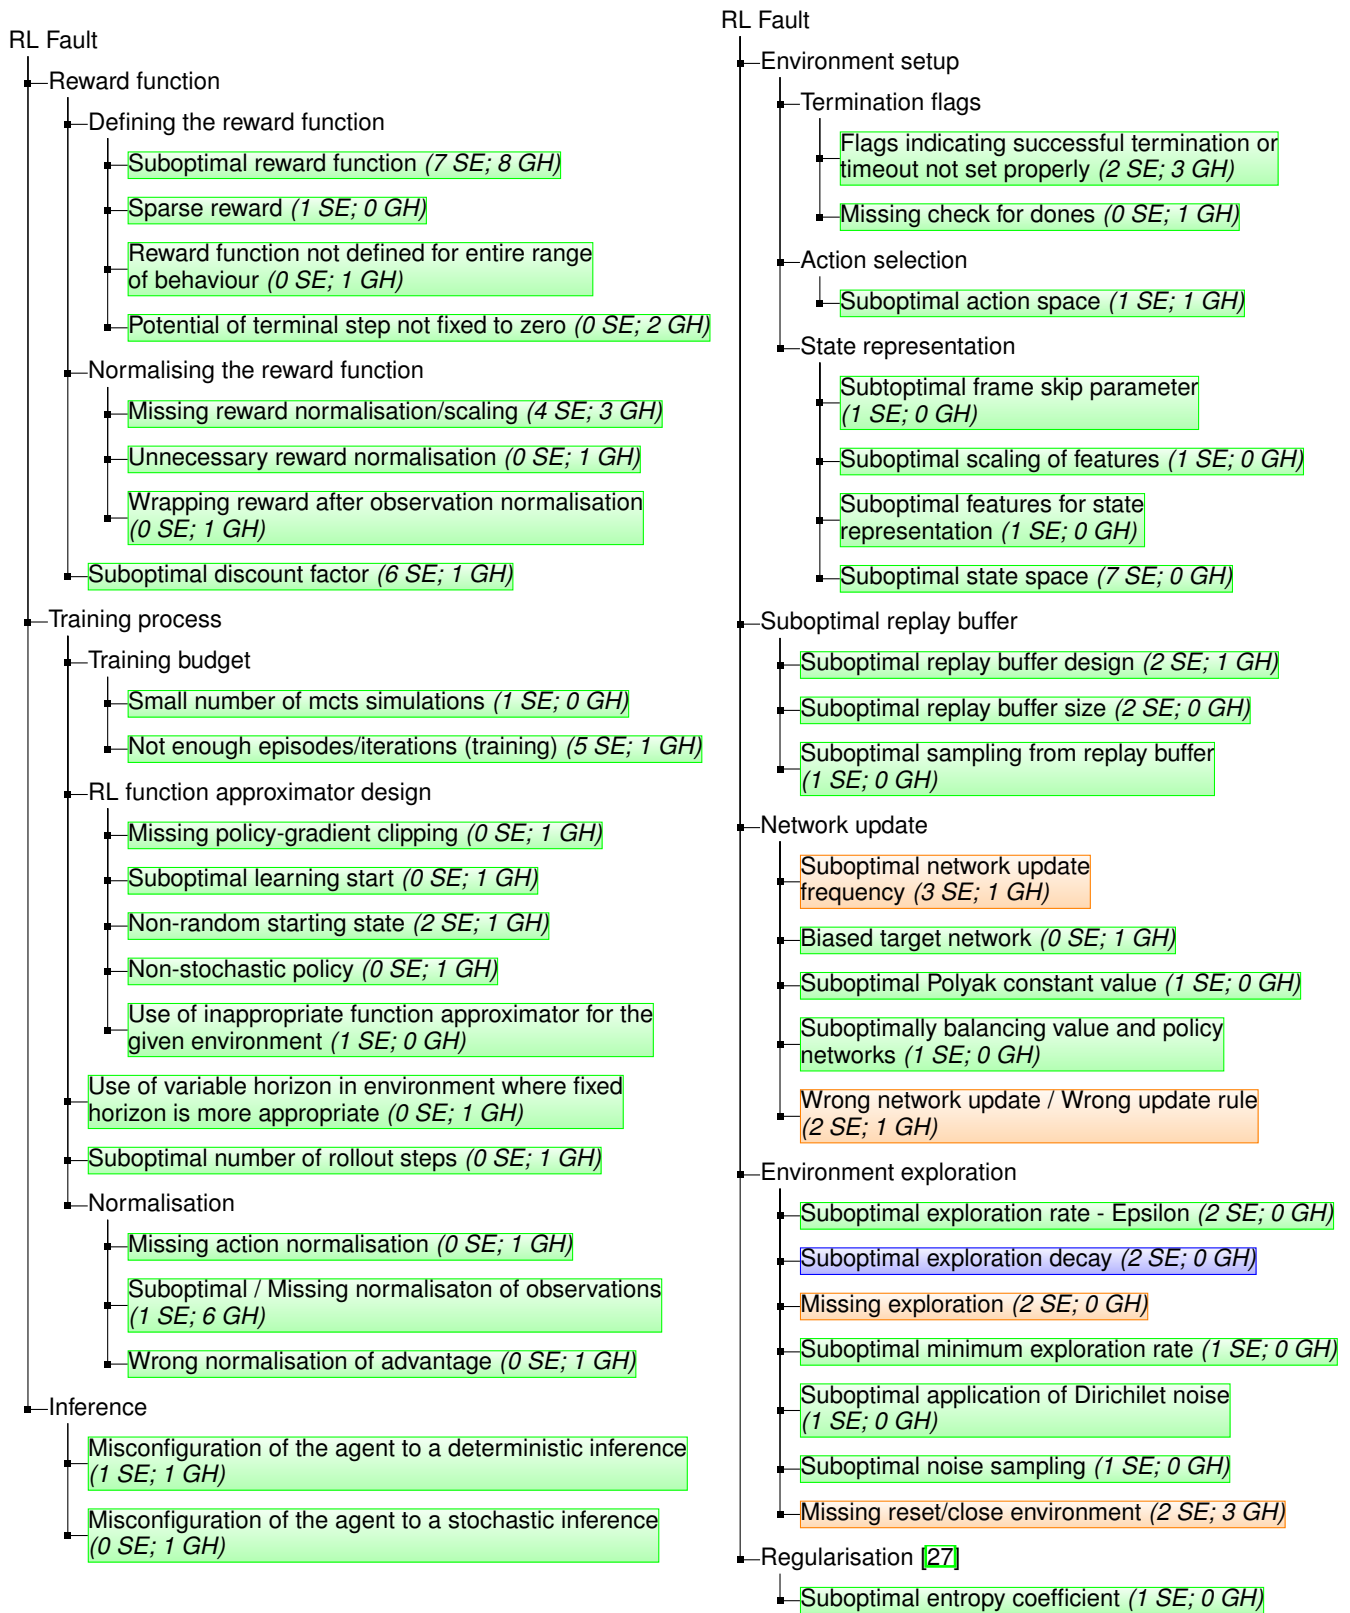 RL Fault
Reward function
Defining the reward function
Suboptimal reward function (7 SE; 8 GH)
Sparse reward (1 SE; 0 GH)
Reward function not defined for entire range
of behaviour (0 SE; 1 GH)
Potential of terminal step not fixed to zero (0 SE; 2 GH)
Normalising the reward function
Missing reward normalisation/scaling (4 SE; 3 GH)
Unnecessary reward normalisation (0 SE; 1 GH)
Wrapping reward after observation normalisation
(0 SE; 1 GH)
Suboptimal discount factor (6 SE; 1 GH)
Training process
Training budget
Small number of mcts simulations (1 SE; 0 GH)
Not enough episodes/iterations (training) (5 SE; 1 GH)
RL function approximator design
Missing policy-gradient clipping (0 SE; 1 GH)
Suboptimal learning start (0 SE; 1 GH)
Non-random starting state (2 SE; 1 GH)
Non-stochastic policy (0 SE; 1 GH)
Use of inappropriate function approximator for the
given environment (1 SE; 0 GH)
Use of variable horizon in environment where fixed
horizon is more appropriate (0 SE; 1 GH)
Suboptimal number of rollout steps (0 SE; 1 GH)
Normalisation
Missing action normalisation (0 SE; 1 GH)
Suboptimal / Missing normalisaton of observations
(1 SE; 6 GH)
Wrong normalisation of advantage (0 SE; 1 GH)
Inference
Misconfiguration of the agent to a deterministic inference
(1 SE; 1 GH)
Misconfiguration of the agent to a stochastic inference
(0 SE; 1 GH)
RL Fault
Environment setup
Termination flags
Flags indicating successful termination or
timeout not set properly (2 SE; 3 GH)
Missing check for dones (0 SE; 1 GH)
Action selection
Suboptimal action space (1 SE; 1 GH)
State representation
Subtoptimal frame skip parameter
(1 SE; 0 GH)
Suboptimal scaling of features (1 SE; 0 GH)
Suboptimal features for state
representation (1 SE; 0 GH)
Suboptimal state space (7 SE; 0 GH)
Suboptimal replay buffer
Suboptimal replay buffer design (2 SE; 1 GH)
Suboptimal replay buffer size (2 SE; 0 GH)
Suboptimal sampling from replay buffer
(1 SE; 0 GH)
Network update
Suboptimal network update
frequency (3 SE; 1 GH)
Biased target network (0 SE; 1 GH)
Suboptimal Polyak constant value (1 SE; 0 GH)
Suboptimally balancing value and policy
networks (1 SE; 0 GH)
Wrong network update / Wrong update rule
(2 SE; 1 GH)
Environment exploration
Suboptimal exploration rate - Epsilon (2 SE; 0 GH)
Suboptimal exploration decay (2 SE; 0 GH)
Missing exploration (2 SE; 0 GH)
Suboptimal minimum exploration rate (1 SE; 0 GH)
Suboptimal application of Dirichilet noise
(1 SE; 0 GH)
Suboptimal noise sampling (1 SE; 0 GH)
Missing reset/close environment (2 SE; 3 GH)
Regularisation [27]
Suboptimal entropy coefficient (1 SE; 0 GH)